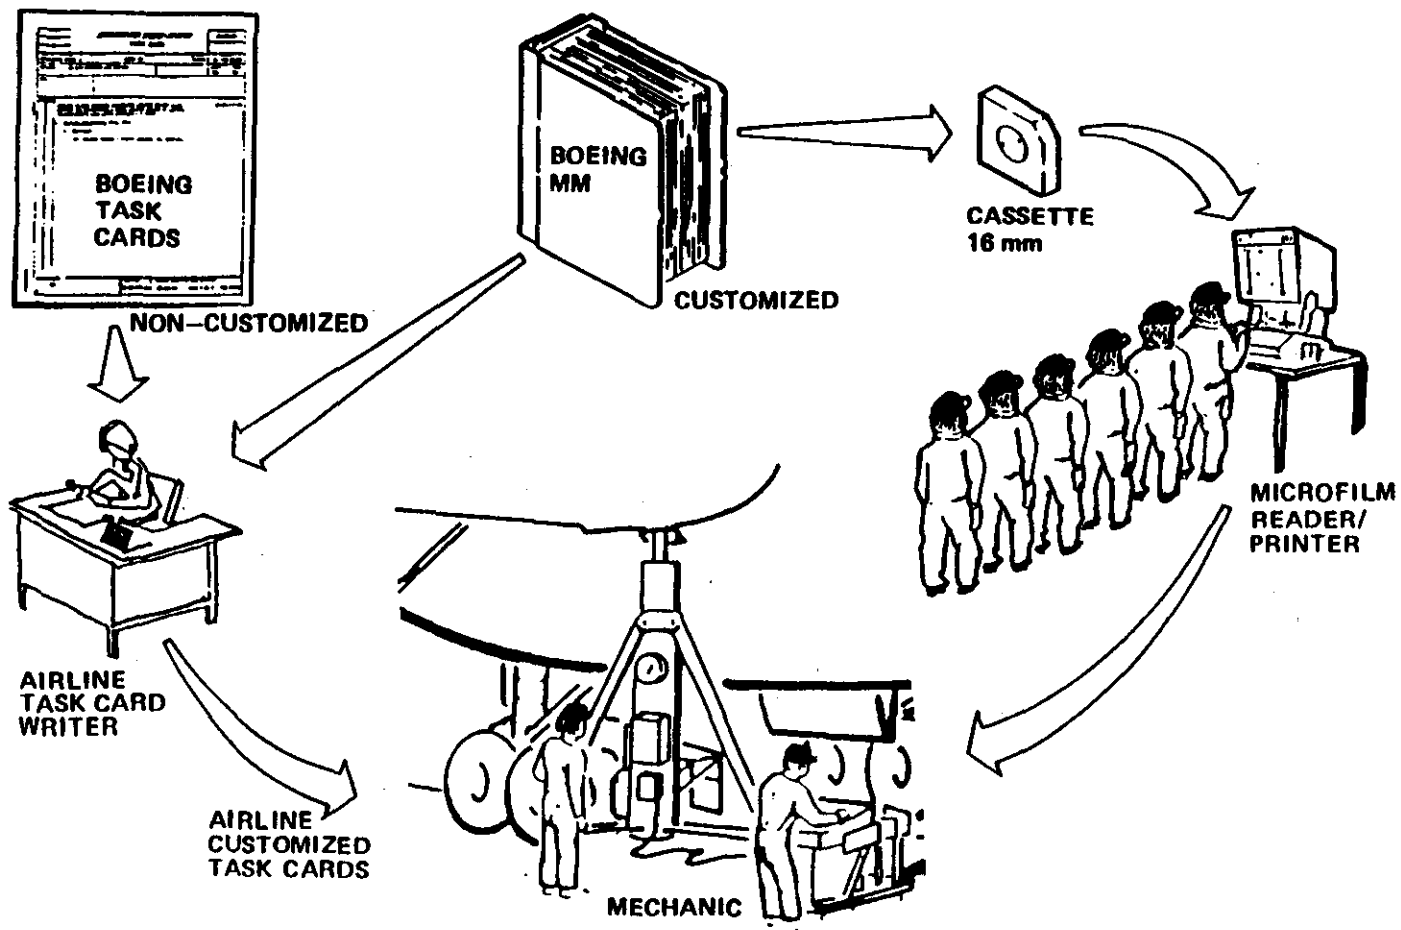 BOEING
TASK
CARDS
NON-CUSTOMIZED
BOEING
MM
CUSTOMIZED
CASSETTE
16 mm
MICROFILM
READER/
PRINTER
AIRLINE
TASK CARD
WRITER
AIRLINE
CUSTOMIZED
TASK CARDS
MECHANIC